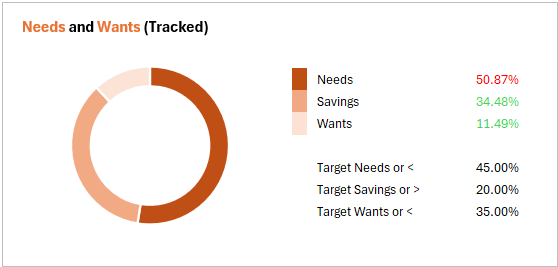 Needs and Wants (Tracked)
Needs 50.87%
Savings 34.48%
Wants 11.49%
Target Needs or < 45.00%
Target Savings or > 20.00%
Target Wants or < 35.00%